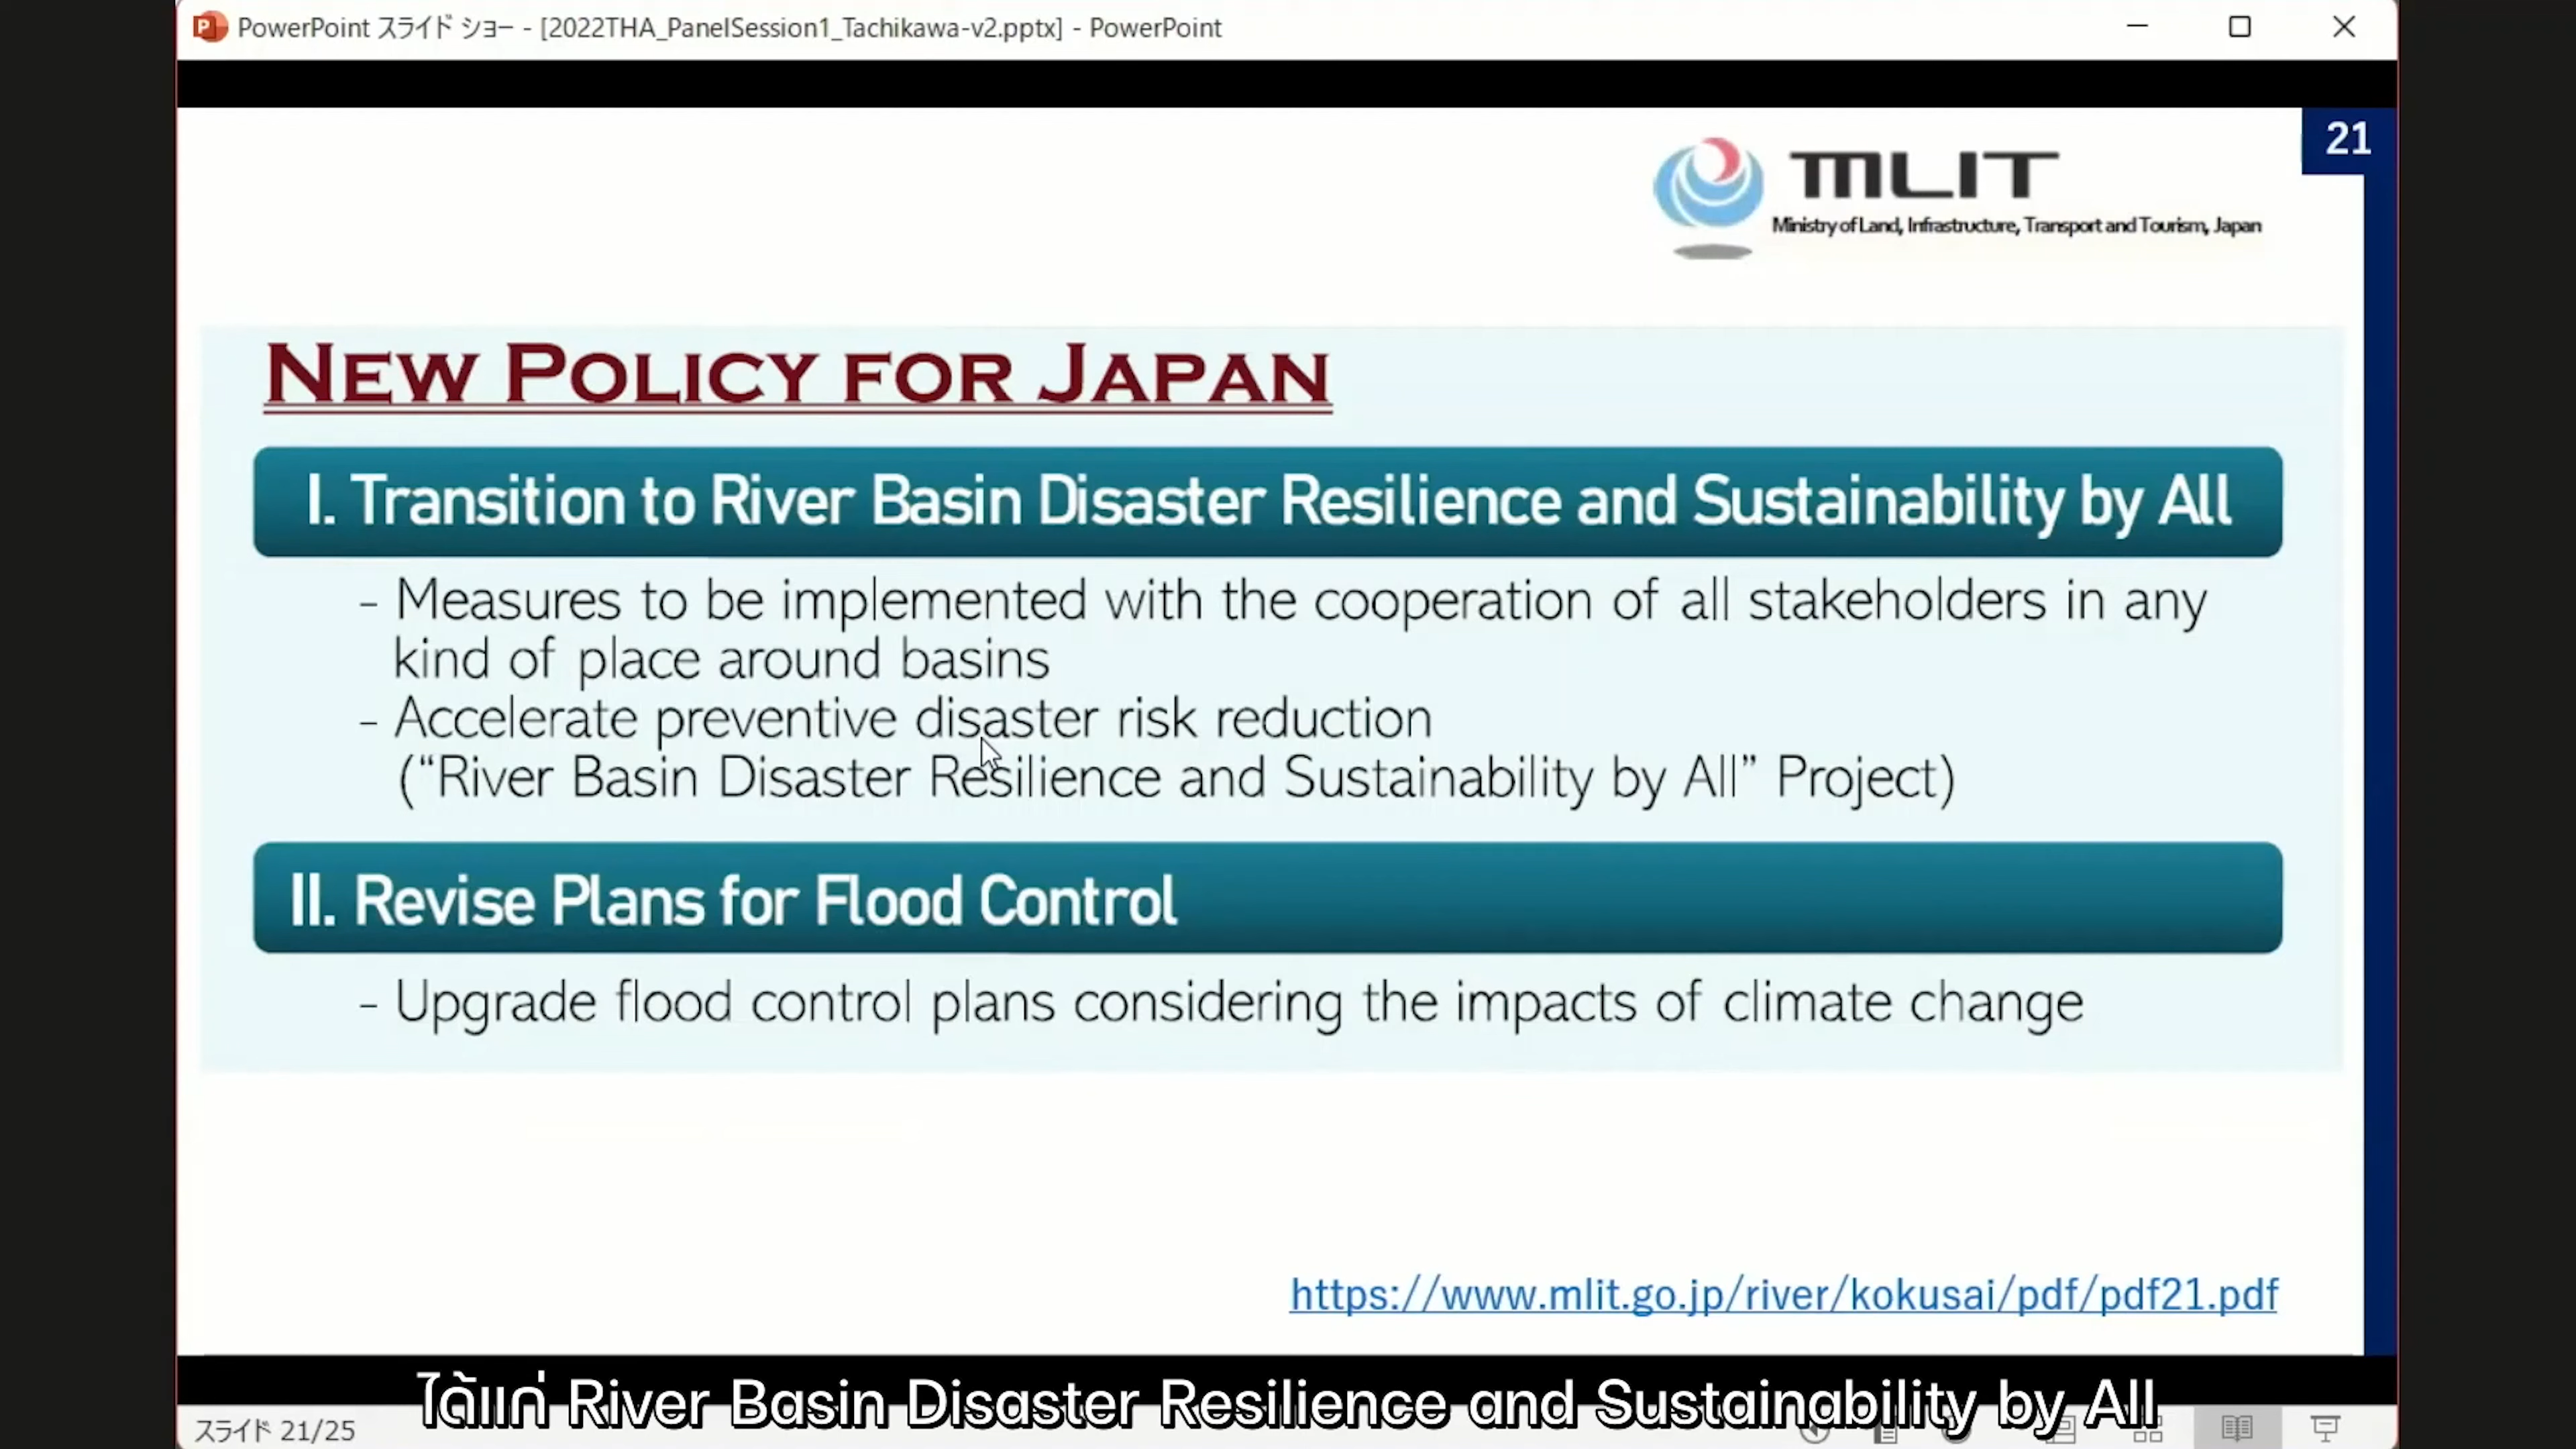 PowerPoint スライド ショー - [2022THA_PanelSession1_Tachikawa-v2.pptx] - PowerPoint
21
MLIT
Ministry of Land, Infrastructure, Transport and Tourism, Japan
NEW POLICY FOR JAPAN
I. Transition to River Basin Disaster Resilience and Sustainability by All
- Measures to be implemented with the cooperation of all stakeholders in any
kind of place around basins
- Accelerate preventive disaster risk reduction
(“River Basin Disaster Resilience and Sustainability by All” Project)
II. Revise Plans for Flood Control
- Upgrade flood control plans considering the impacts of climate change
https://www.mlit.go.jp/river/kokusai/pdf/pdf21.pdf
ได้แก่ River Basin Disaster Resilience and Sustainability by All
スライド 21/25